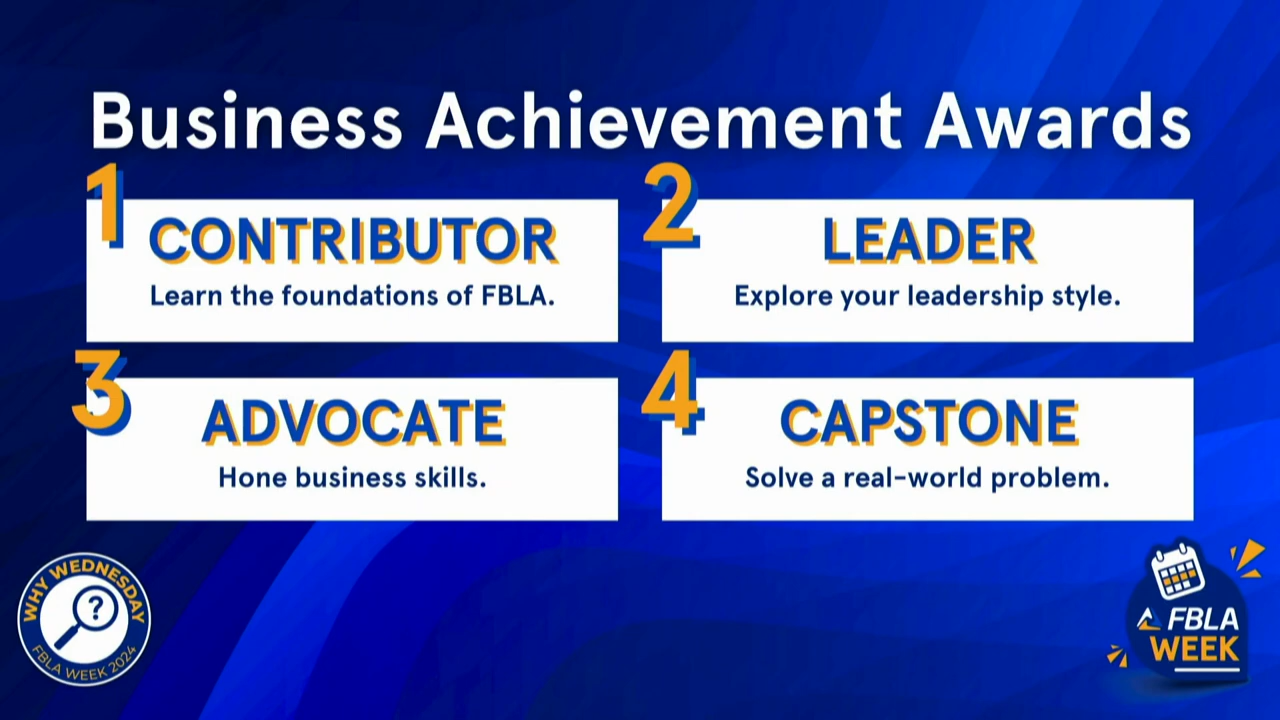 Business Achievement Awards
1
CONTRIBUTOR
Learn the foundations of FBLA.
2
LEADER
Explore your leadership style.
3
ADVOCATE
Hone business skills.
4
CAPSTONE
Solve a real-world problem.
WHY WEDNESDAY
?
FBLA WEEK 2024
FBLA
WEEK